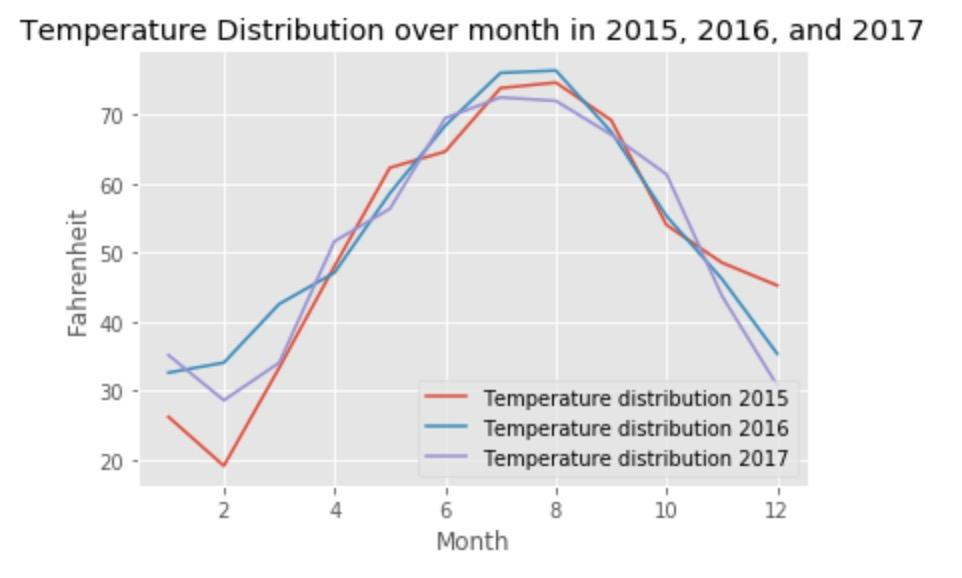 Temperature Distribution over month in 2015, 2016, and 2017
Fahrenheit
70
60
50
40
30
20
Temperature distribution 2015
Temperature distribution 2016
Temperature distribution 2017
2 4 6 8 10 12
Month